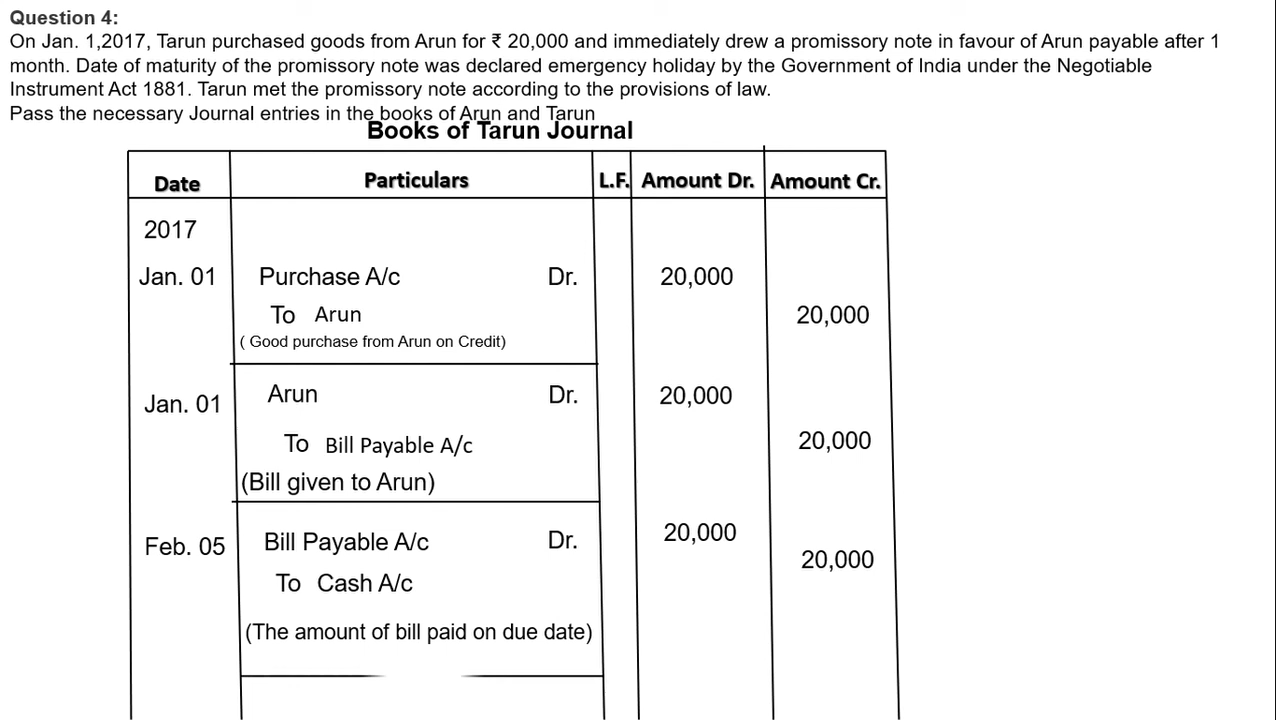 Question 4:
On Jan. 1,2017, Tarun purchased goods from Arun for ₹ 20,000 and immediately drew a promissory note in favour of Arun payable after 1
month. Date of maturity of the promissory note was declared emergency holiday by the Government of India under the Negotiable
Instrument Act 1881. Tarun met the promissory note according to the provisions of law.
Pass the necessary Journal entries in the books of Arun and Tarun
Books of Tarun Journal
Date Particulars L.F. Amount Dr. Amount Cr.
2017
Jan. 01 Purchase A/c Dr. 20,000
To Arun 20,000
( Good purchase from Arun on Credit)
Jan. 01 Arun Dr. 20,000
To Bill Payable A/c 20,000
(Bill given to Arun)
Feb. 05 Bill Payable A/c Dr. 20,000
To Cash A/c 20,000
(The amount of bill paid on due date)